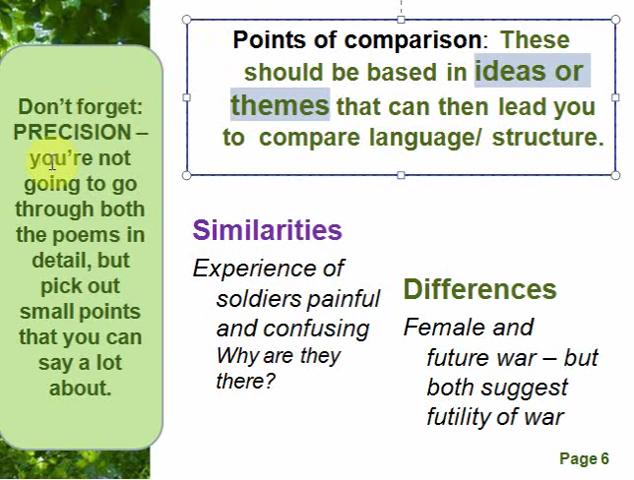 Points of comparison: These
should be based in ideas or
themes that can then lead you
to compare language/ structure.
Don't forget:
PRECISION –
you're not
going to go
through both
the poems in
detail, but
pick out
small points
that you can
say a lot
about.
Similarities
Experience of
soldiers painful
and confusing
Why are they
there?
Differences
Female and
future war – but
both suggest
futility of war
Page 6